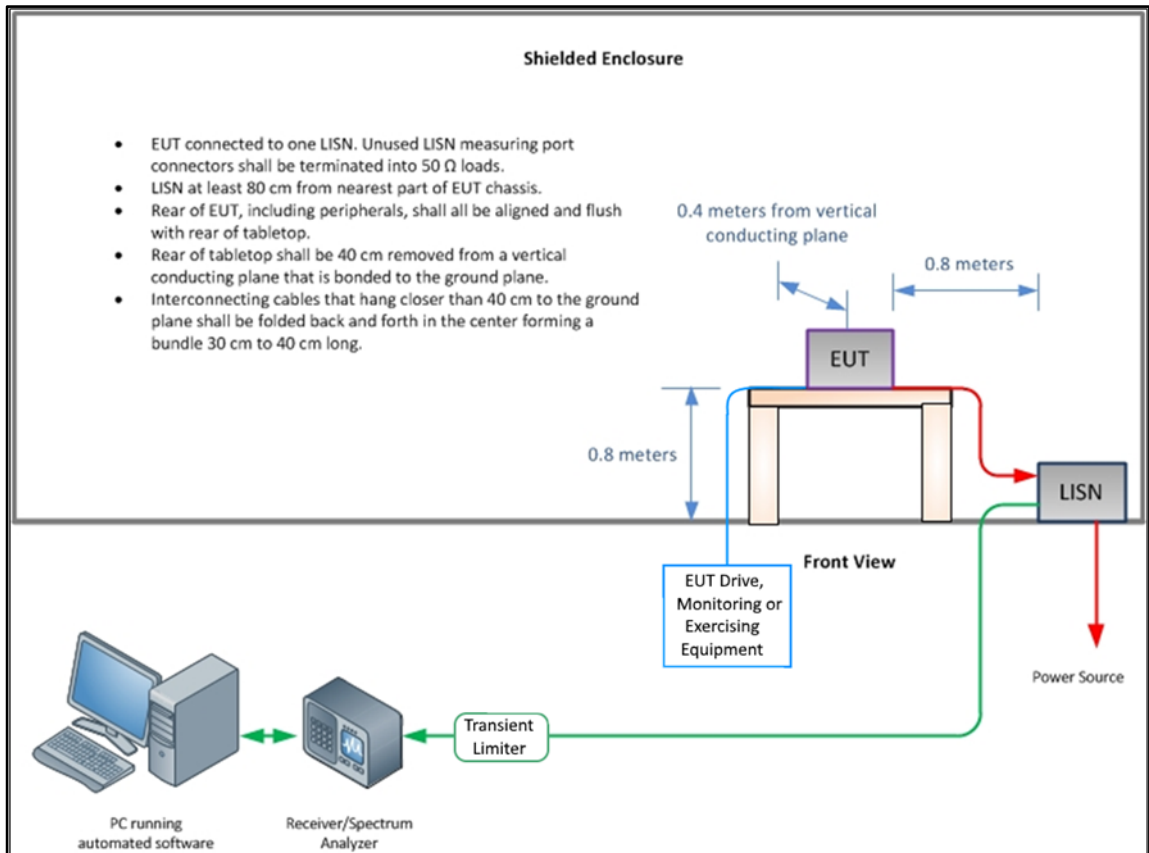 Shielded Enclosure
• EUT connected to one LISN. Unused LISN measuring port
connectors shall be terminated into 50 Ω loads.
• LISN at least 80 cm from nearest part of EUT chassis.
• Rear of EUT, including peripherals, shall all be aligned and flush
with rear of tabletop.
• Rear of tabletop shall be 40 cm removed from a vertical
conducting plane that is bonded to the ground plane.
• Interconnecting cables that hang closer than 40 cm to the ground
plane shall be folded back and forth in the center forming a
bundle 30 cm to 40 cm long.
0.4 meters from vertical
conducting plane
0.8 meters
EUT
0.8 meters
LISN
Front View
EUT Drive,
Monitoring or
Exercising
Equipment
Power Source
Transient
Limiter
PC running
automated software
Receiver/Spectrum
Analyzer